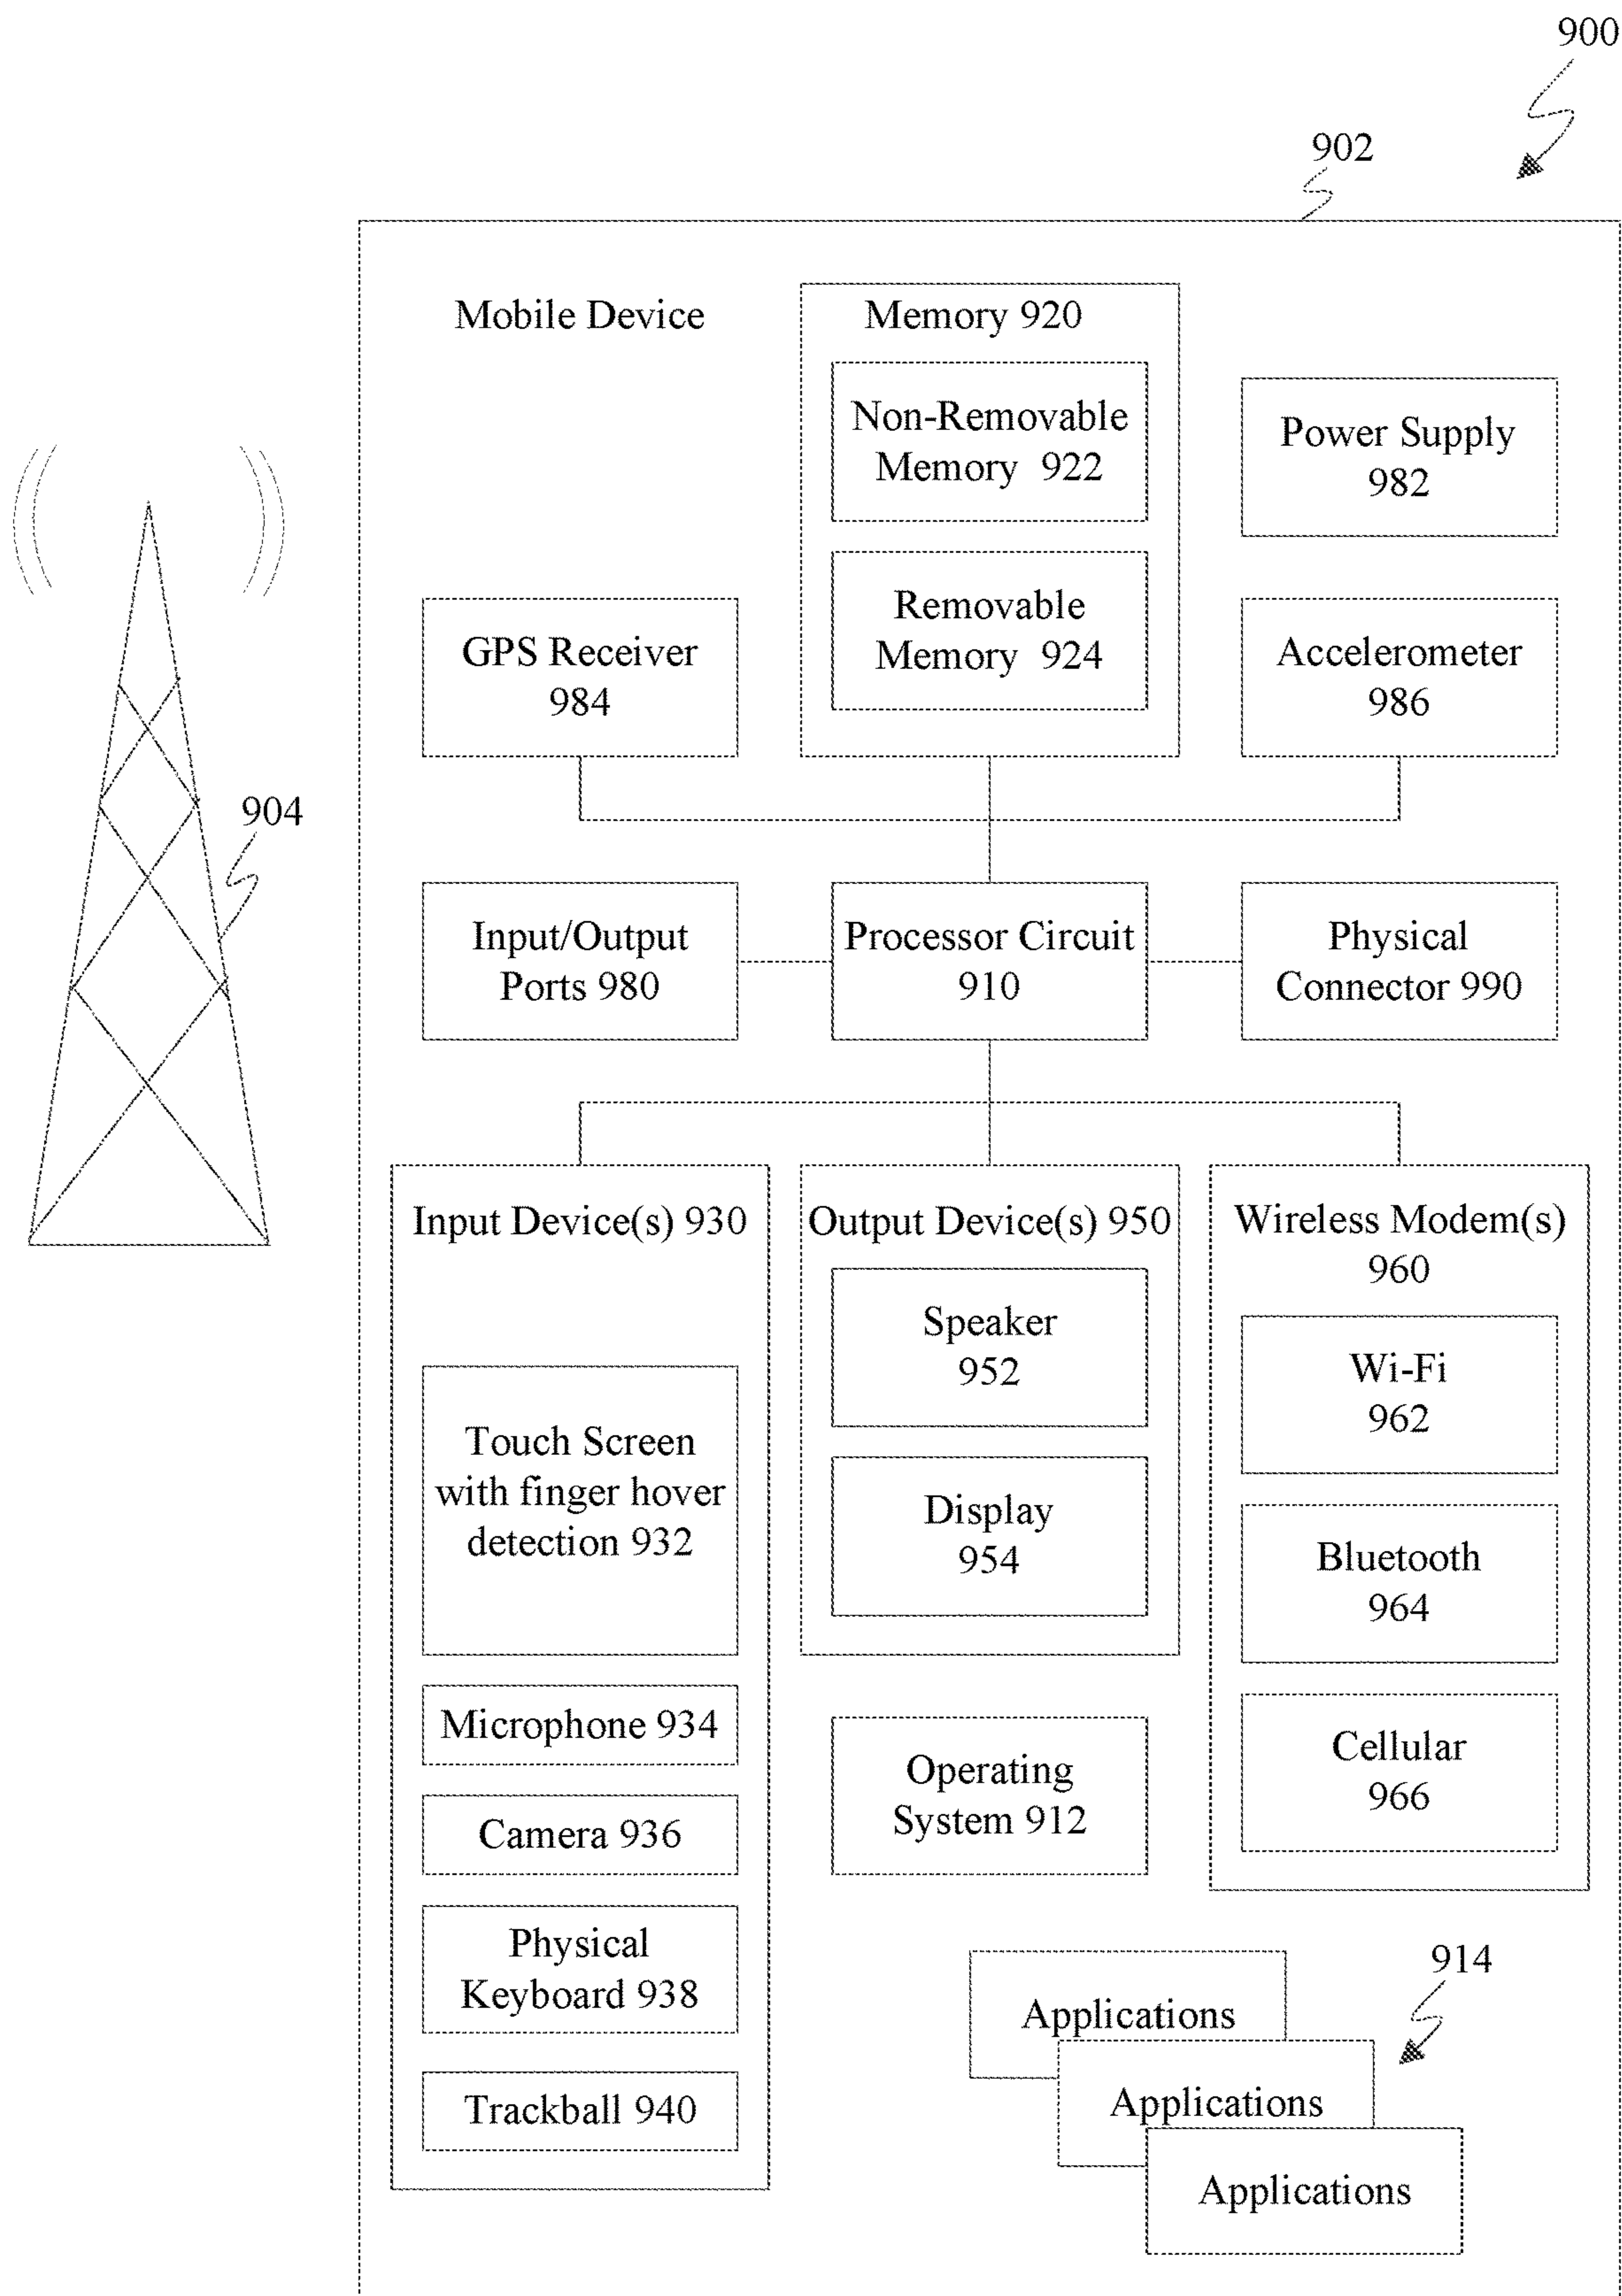 900
902
Mobile Device
Memory 920
Non-Removable
Memory 922
Removable
Memory 924
Power Supply
982
GPS Receiver
984
Accelerometer
986
904
Input/Output
Ports 980
Processor Circuit
910
Physical
Connector 990
Input Device(s) 930
Touch Screen
with finger hover
detection 932
Microphone 934
Camera 936
Physical
Keyboard 938
Trackball 940
Output Device(s) 950
Speaker
952
Display
954
Operating
System 912
Wireless Modem(s)
960
Wi-Fi
962
Bluetooth
964
Cellular
966
914
Applications
Applications
Applications